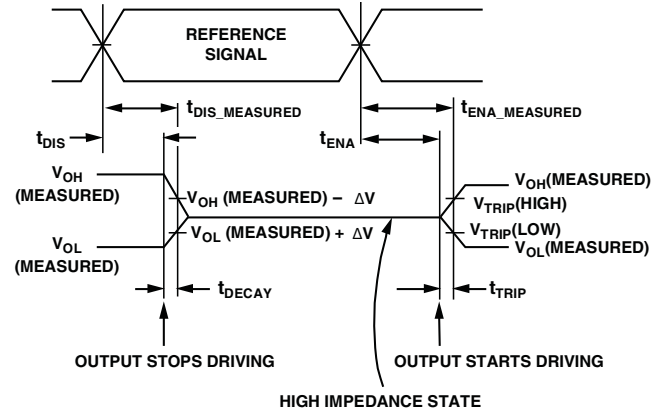 REFERENCE
SIGNAL
tDIS_MEASURED
tENA_MEASURED
tDIS
tENA
VOH
(MEASURED)
VOH (MEASURED) − ΔV
VOH(MEASURED)
VTRIP(HIGH)
VOL
(MEASURED)
VOL (MEASURED) + ΔV
VTRIP(LOW)
VOL(MEASURED)
tDECAY
tTRIP
OUTPUT STOPS DRIVING
OUTPUT STARTS DRIVING
HIGH IMPEDANCE STATE